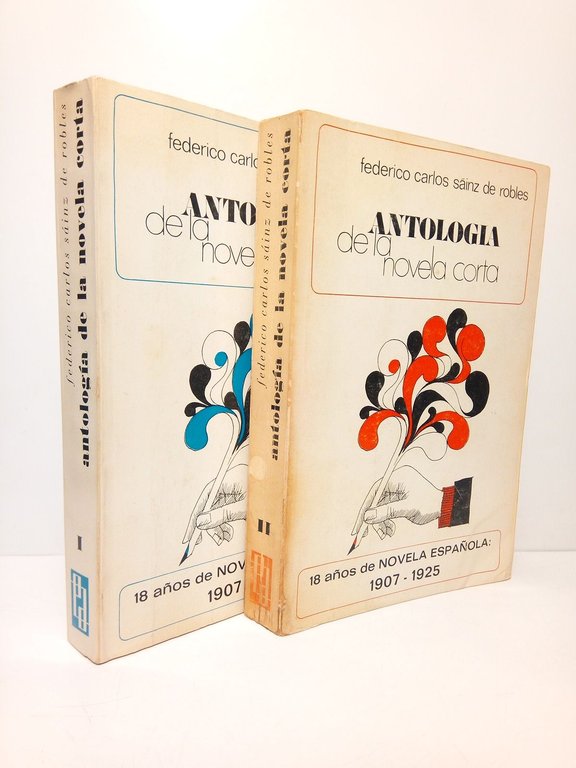 federico carlos sáinz de robles
antología de la novela corta
I
federico carlos
ANTO
de la
nove
18 años de NOV
1907
federico carlos sáinz de robles
antología de la novela corta
II
federico carlos sáinz de robles
ANTOLOGIA
de la
novela corta
18 años de NOVELA ESPAÑOLA:
1907 - 1925